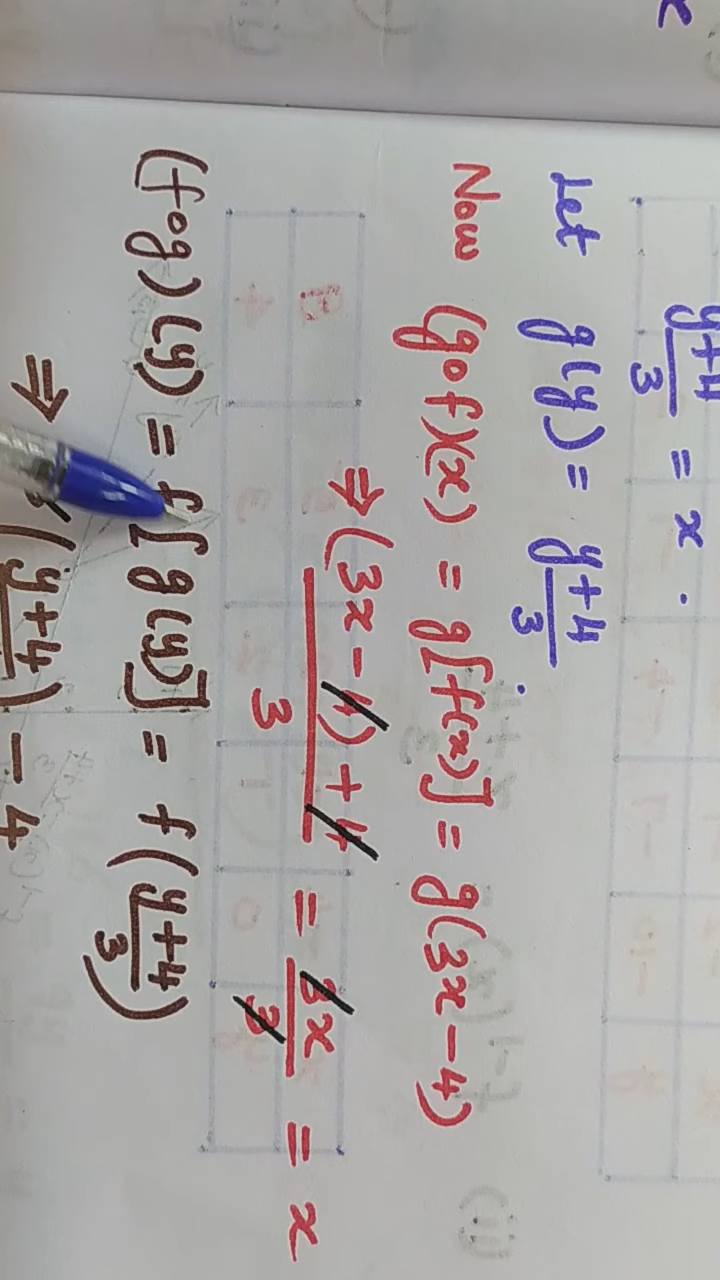 x
y+4/3 = x .
Let g(y) = y+4/3 .
Now (gof)(x) = g[f(x)] = g(3x-4)
⇒ (3x-4)+4/3 = 3x/3 = x
(fog)(y) = f[g(y)] = f(y+4/3)
⇒ (y+4/) - 4